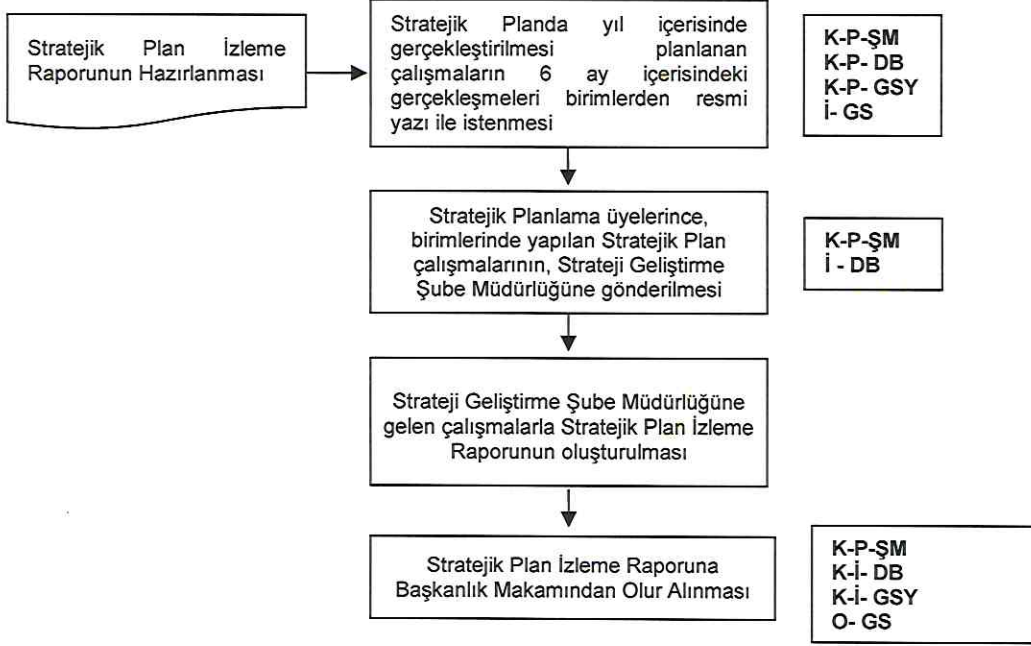 Stratejik Plan İzleme
Raporunun Hazırlanması
Stratejik Planda yıl içerisinde
gerçekleştirilmesi planlanan
çalışmaların 6 ay içerisindeki
gerçekleşmeleri birimlerden resmi
yazı ile istenmesi
K-P-ŞM
K-P- DB
K-P- GSY
İ- GS
Stratejik Planlama üyelerince,
birimlerinde yapılan Stratejik Plan
çalışmalarının, Strateji Geliştirme
Şube Müdürlüğüne gönderilmesi
K-P-ŞM
İ - DB
Strateji Geliştirme Şube Müdürlüğüne
gelen çalışmalarla Stratejik Plan İzleme
Raporunun oluşturulması
Stratejik Plan İzleme Raporuna
Başkanlık Makamından Olur Alınması
K-P-ŞM
K-İ- DB
K-İ- GSY
O- GS